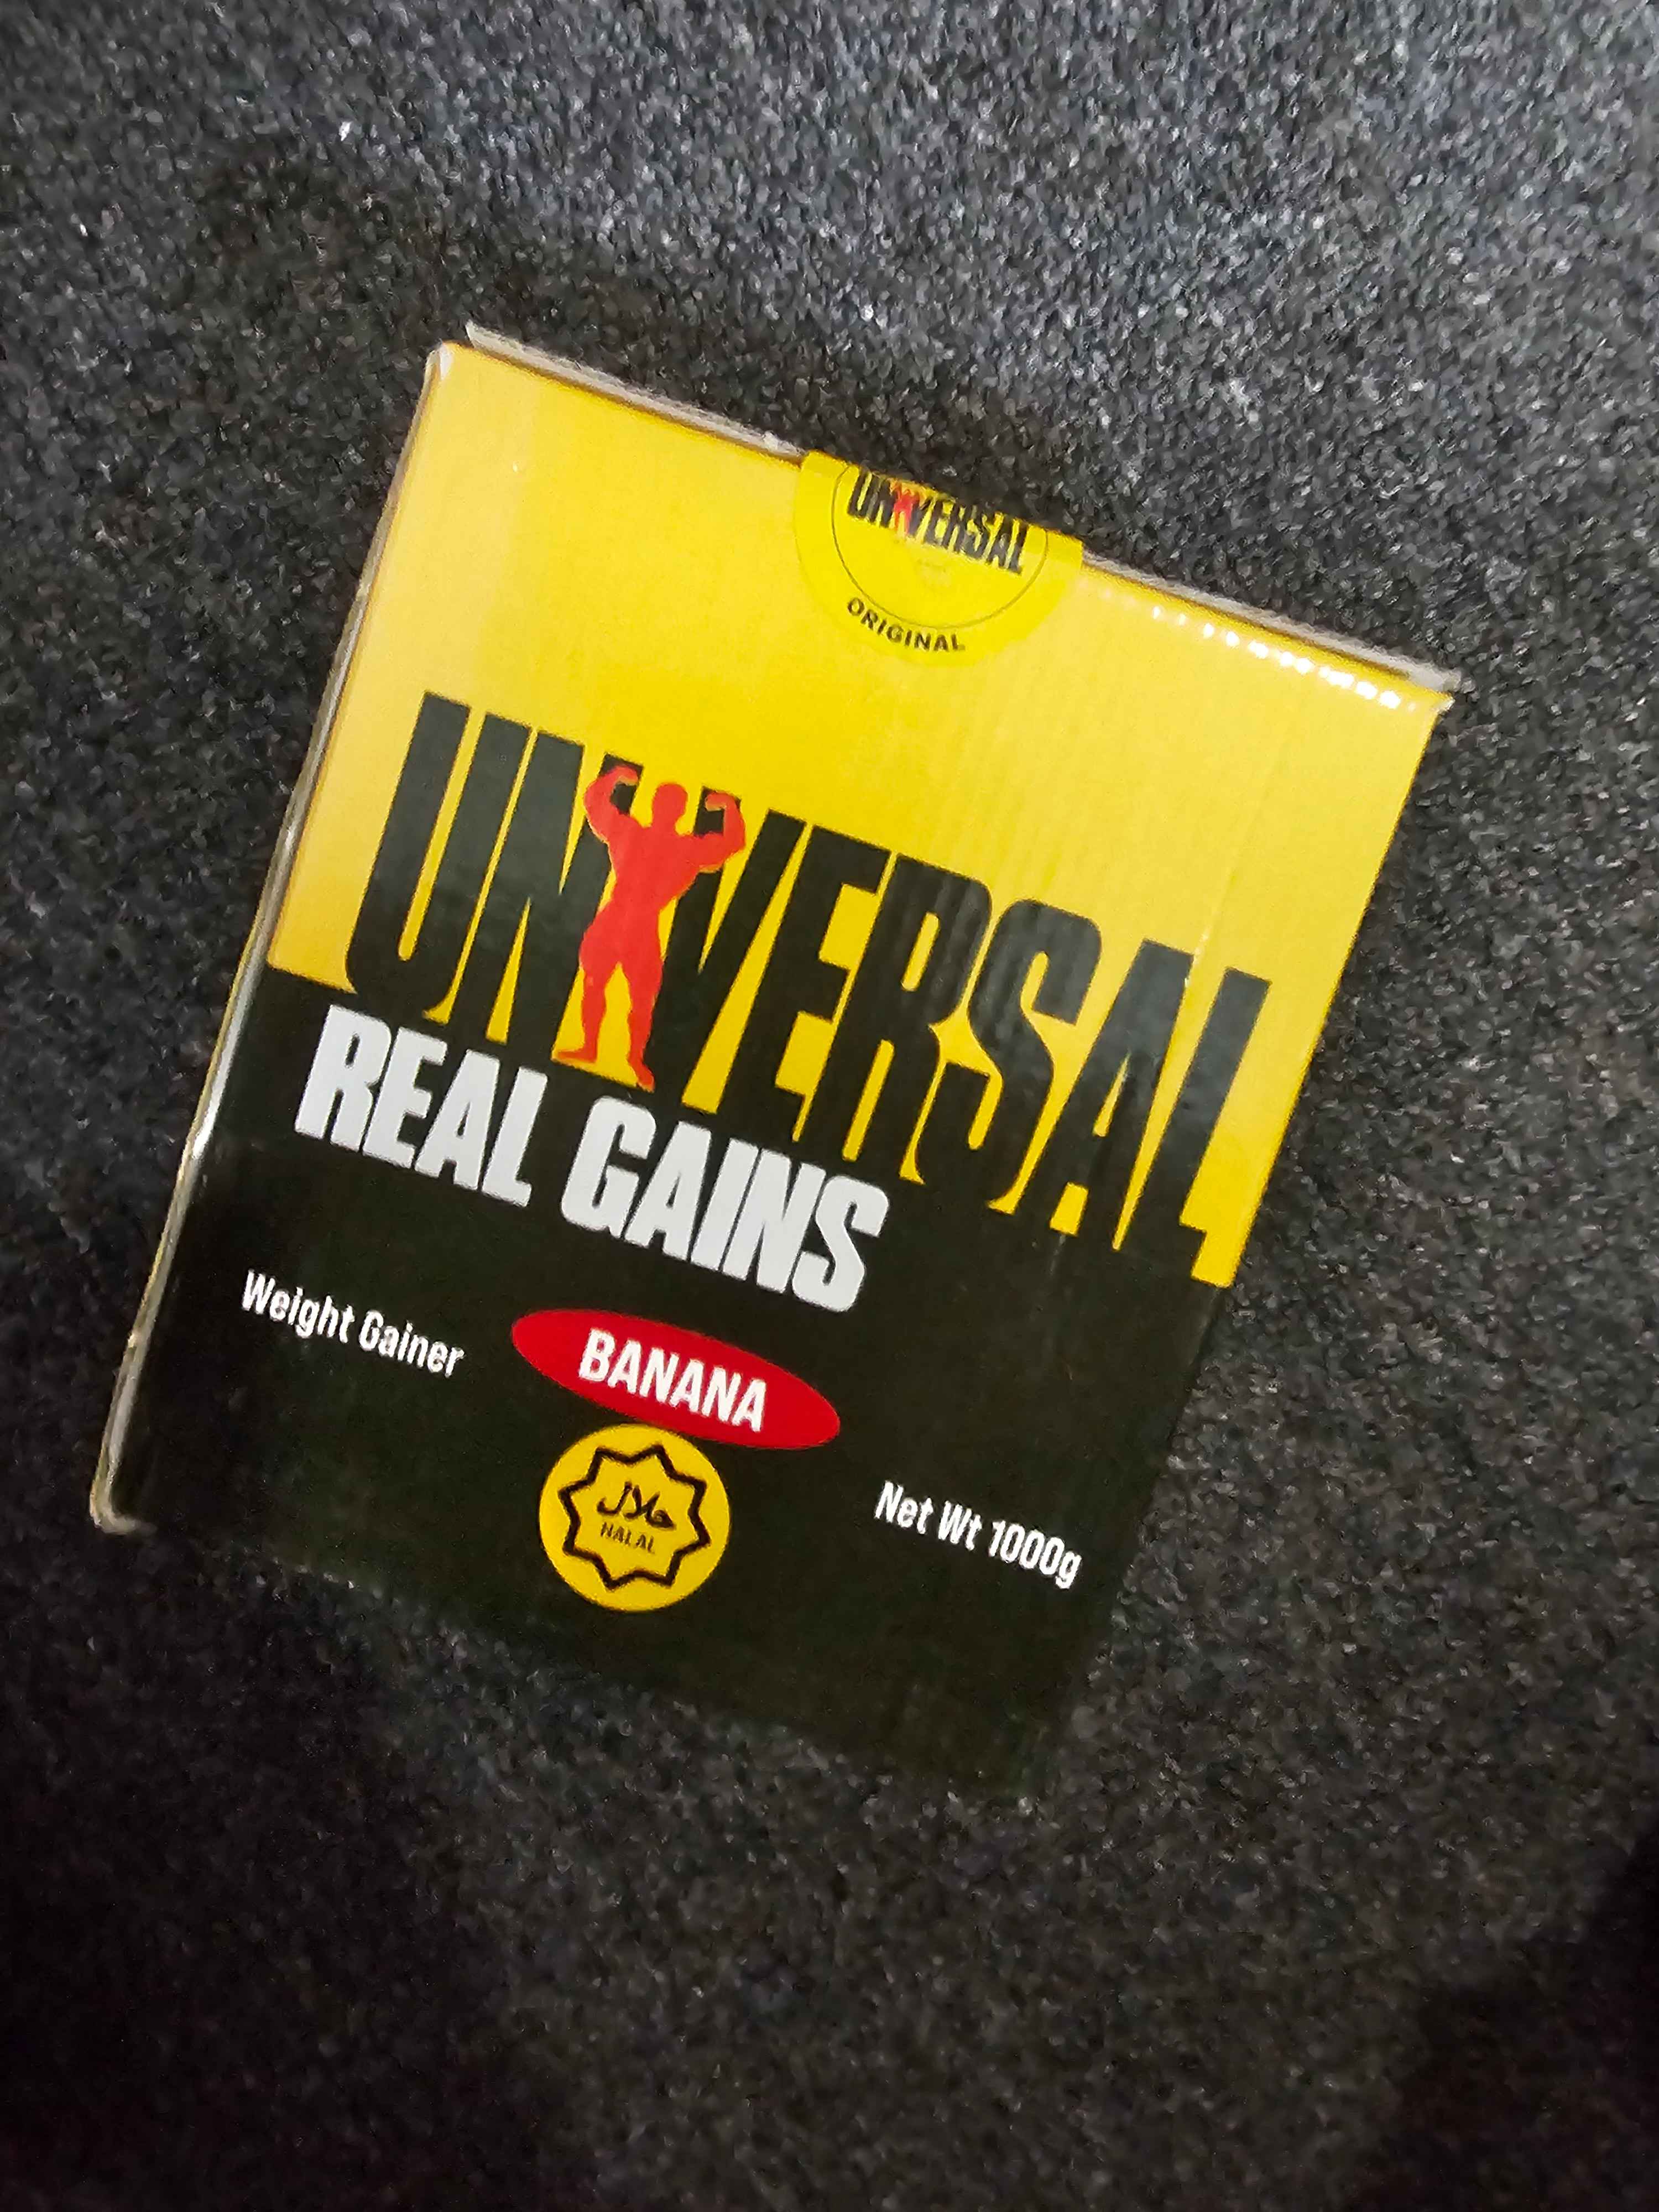 UNIVERSAL
ORIGINAL
UNIVERSAL
REAL GAINS
Weight Gainer
BANANA
حلال
HALAL
Net Wt 1000g